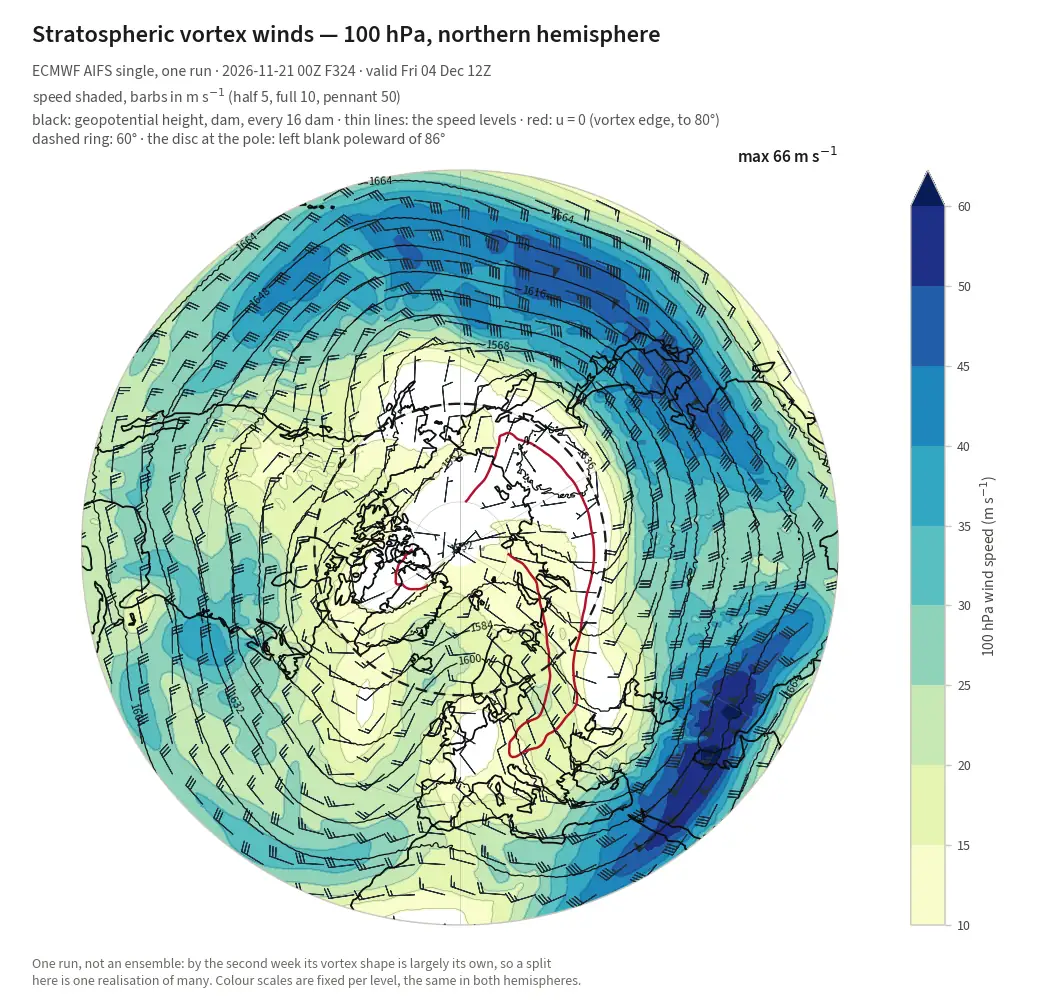 Stratospheric vortex winds — 100 hPa, northern hemisphere
ECMWF AIFS single, one run · 2026-11-21 00Z F324 · valid Fri 04 Dec 12Z
speed shaded, barbs in m s⁻¹ (half 5, full 10, pennant 50)
black: geopotential height, dam, every 16 dam · thin lines: the speed levels · red: u = 0 (vortex edge, to 80°)
dashed ring: 60° · the disc at the pole: left blank poleward of 86°
max 66 m s⁻¹
1664
1664
1664
1648
1616
1568
1584
1600
1632
60
50
45
40
35
30
25
20
15
10
100 hPa wind speed (m s⁻¹)
One run, not an ensemble: by the second week its vortex shape is largely its own, so a split
here is one realisation of many. Colour scales are fixed per level, the same in both hemispheres.